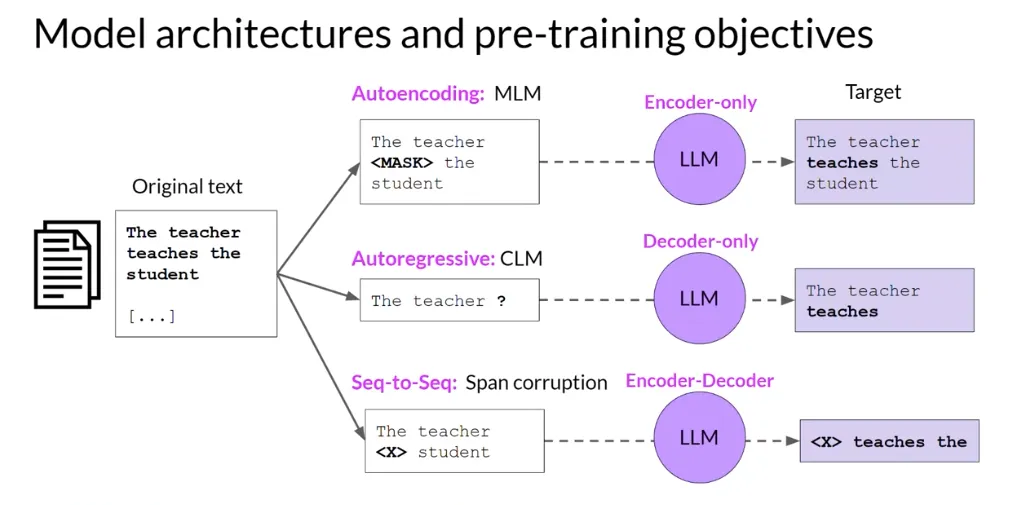 Model architectures and pre-training objectives
Original text
The teacher
teaches the
student
[...]
Autoencoding: MLM
The teacher
<MASK> the
student
Encoder-only
LLM
Target
The teacher
teaches the
student
Autoregressive: CLM
The teacher ?
Decoder-only
LLM
The teacher
teaches
Seq-to-Seq: Span corruption
The teacher
<X> student
Encoder-Decoder
LLM
<X> teaches the